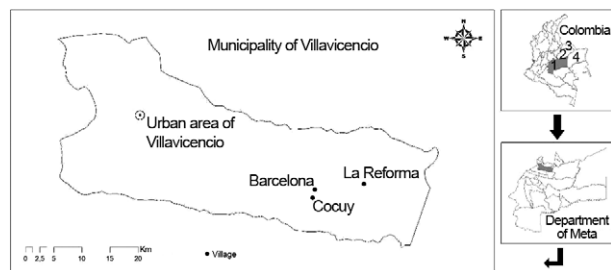 Municipality of Villavicencio
N
W
E
S
Urban area of
Villavicencio
Barcelona
La Reforma
Cocuy
Km
0 2,5 5 10 15 20
Village
Colombia
3
2
1
4
Department
of Meta